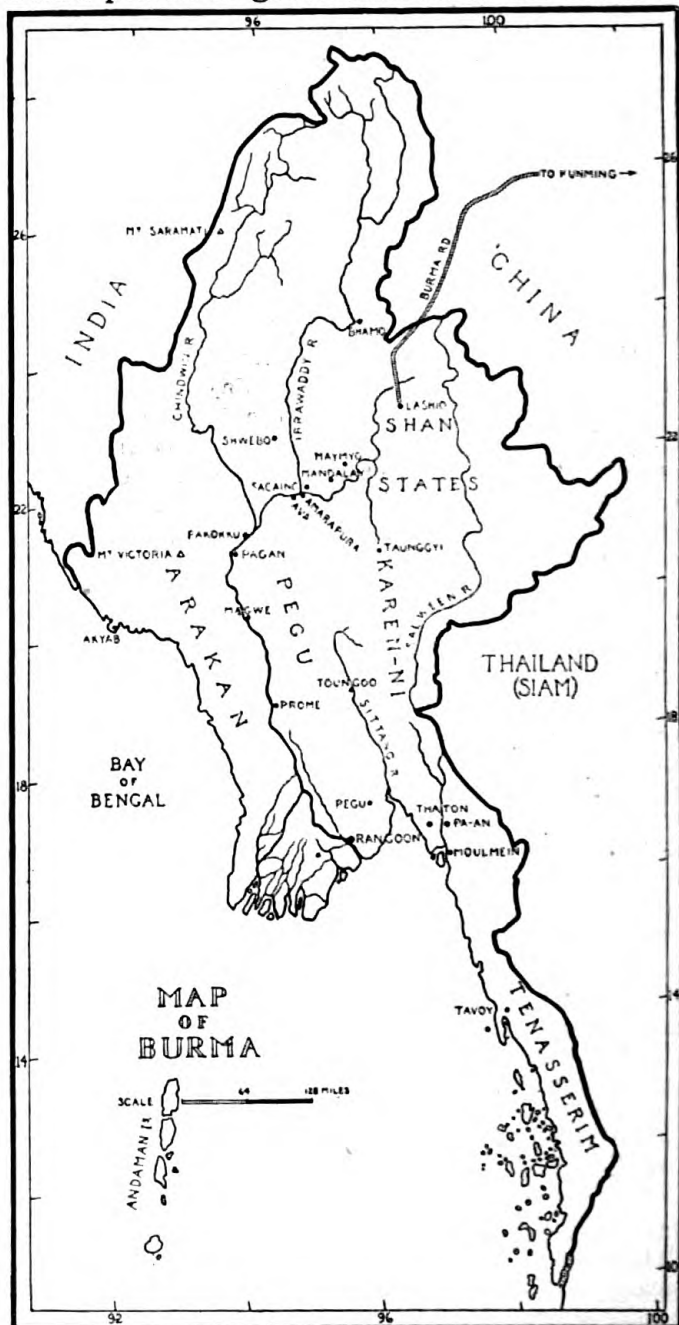 96
100
TO KUNMING
26
MT SARAMATI
26
BURMA RD
CHINA
INDIA
BHAMO
CHINDWIN R
IRRAWADDY R.
LASHIO
SHWEBO
SHAN
22
MAYMYO
MANDALAY
SAGAING
STATES
AMARAPURA
AVA
22
PAKOKKU
MT VICTORIA
PAGAN
TAUNGGYI
ARAKAN
PEGU
KAREN-NI
MAGWE
SALWEEN R.
AKYAB
THAILAND
(SIAM)
TOUNGOO
PROME
SITTANG R
18
BAY
OF
BENGAL
18
PEGU
THATON
PA-AN
RANGOON
MOULMEIN
MAP
OF
BURMA
TAVOY
14
TENASSERIM
14
SCALE
64
128 MILES
ANDAMAN IS
10
92
96
100